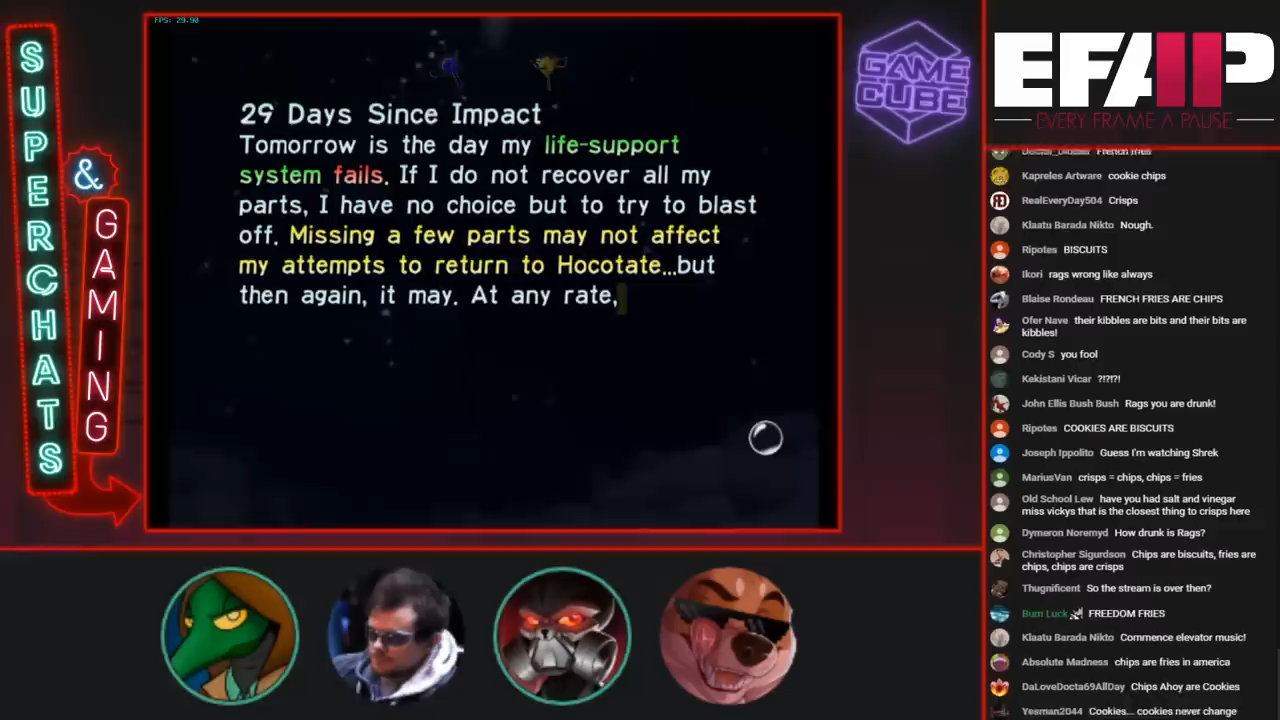 FPS: 29.90
SUPERCHATS
&
GAMING
29 Days Since Impact
Tomorrow is the day my life-support
system fails. If I do not recover all my
parts, I have no choice but to try to blast
off. Missing a few parts may not affect
my attempts to return to Hocotate...but
then again, it may. At any rate,
GAME
CUBE
EFAP
EVERY FRAME A PAUSE
French fries
Kapreles Artware cookie chips
RealEveryDay504 Crisps
Klaatu Barada Nikto Nough.
Ripotes BISCUITS
Ikori rags wrong like always
Blaise Rondeau FRENCH FRIES ARE CHIPS
Ofer Nave their kibbles are bits and their bits are
kibbles!
Cody S you fool
Kekistani Vicar ?!?!?!
John Ellis Bush Bush Rags you are drunk!
Ripotes COOKIES ARE BISCUITS
Joseph Ippolito Guess I'm watching Shrek
MariusVan crisps = chips, chips = fries
Old School Lew have you had salt and vinegar
miss vickys that is the closest thing to crisps here
Dymeron Noremyd How drunk is Rags?
Christopher Sigurdson Chips are biscuits, fries are
chips, chips are crisps
Thugnificent So the stream is over then?
Bum Luck FREEDOM FRIES
Klaatu Barada Nikto Commence elevator music!
Absolute Madness chips are fries in america
DaLoveDocta69AllDay Chips Ahoy are Cookies
Yesman2044 Cookies... cookies never change